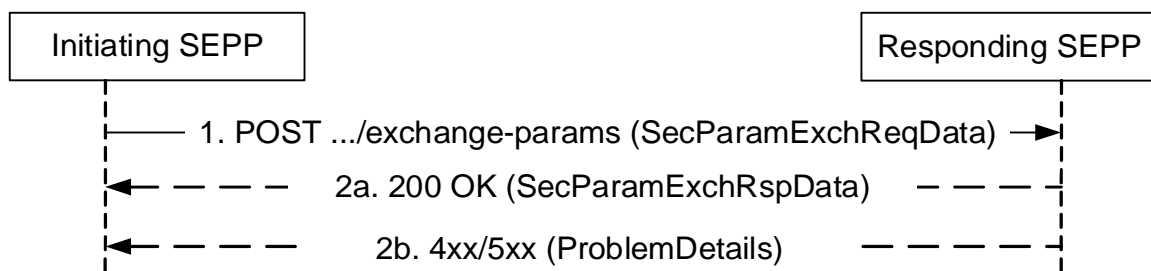 Initiating SEPP
Responding SEPP
1. POST .../exchange-params (SecParamExchReqData)
2a. 200 OK (SecParamExchRspData)
2b. 4xx/5xx (ProblemDetails)